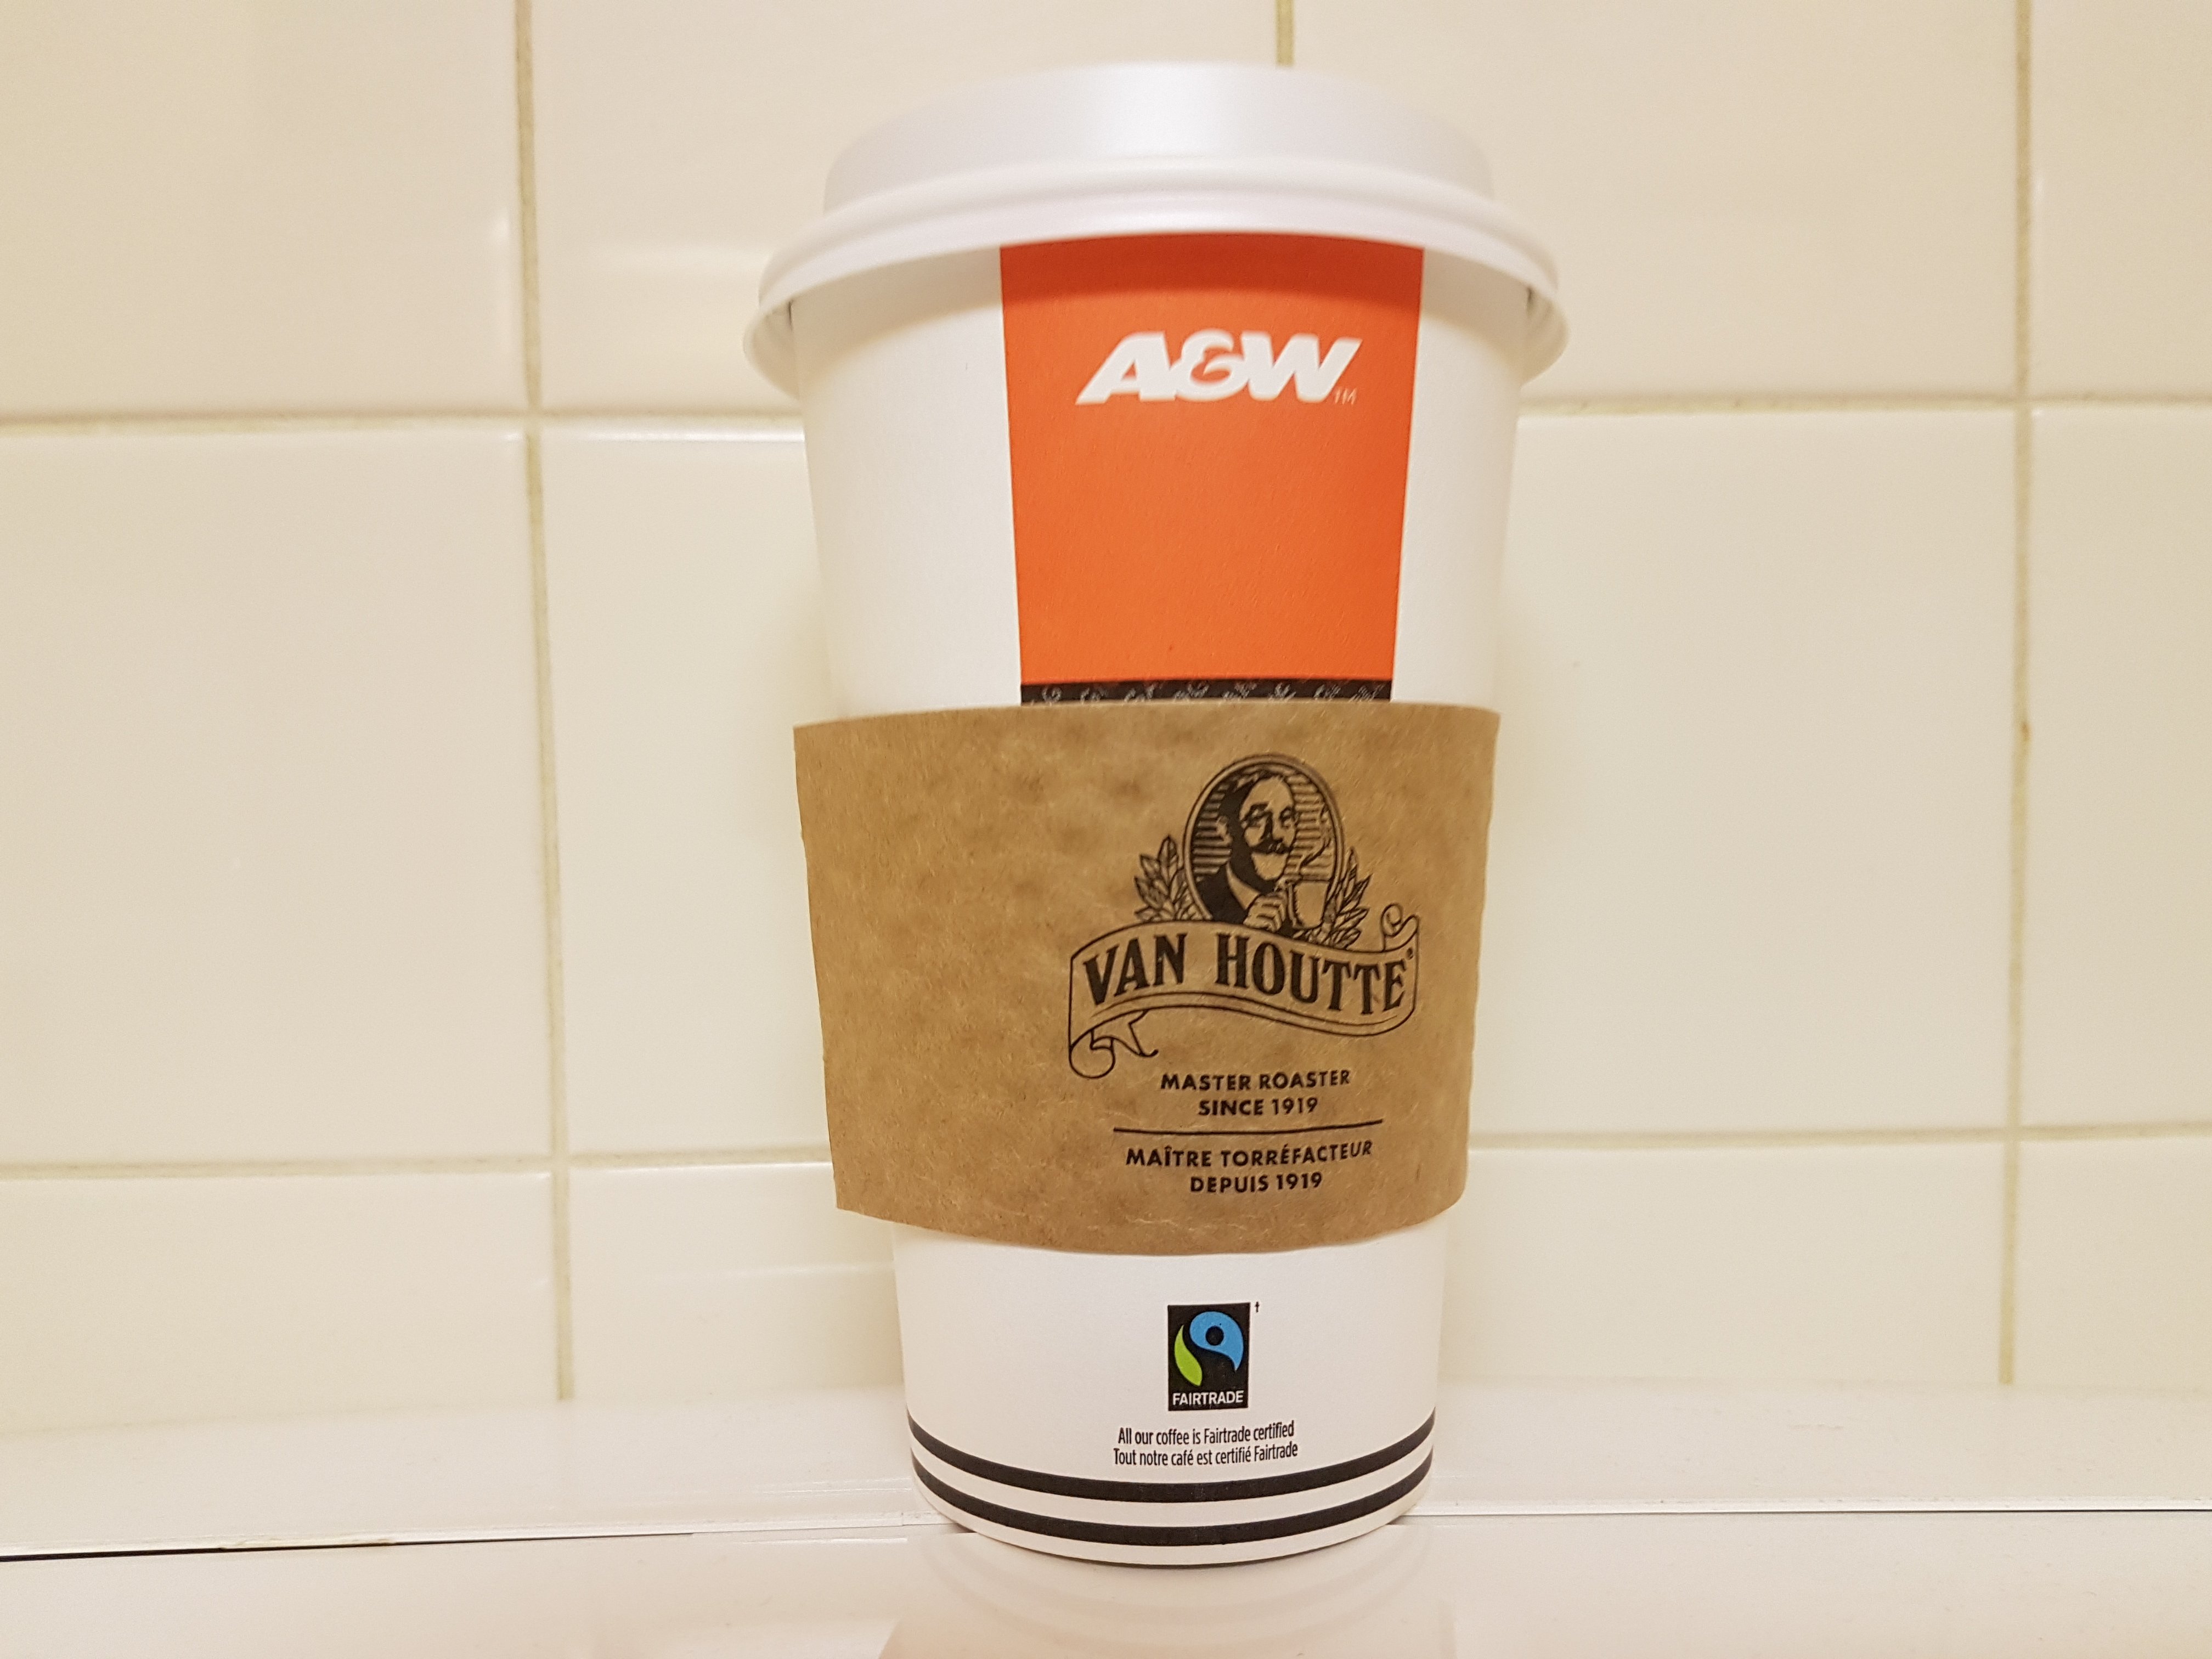 A&W™
VAN HOUTTE®
MASTER ROASTER
SINCE 1919
MAÎTRE TORRÉFACTEUR
DEPUIS 1919
†
FAIRTRADE
All our coffee is Fairtrade certified
Tout notre café est certifié Fairtrade